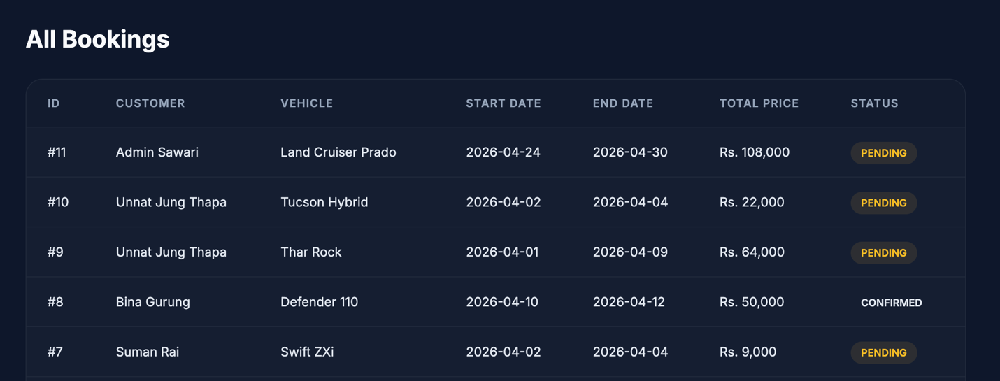 All Bookings
ID CUSTOMER VEHICLE START DATE END DATE TOTAL PRICE STATUS
#11 Admin Sawari Land Cruiser Prado 2026-04-24 2026-04-30 Rs. 108,000 PENDING
#10 Unnat Jung Thapa Tucson Hybrid 2026-04-02 2026-04-04 Rs. 22,000 PENDING
#9 Unnat Jung Thapa Thar Rock 2026-04-01 2026-04-09 Rs. 64,000 PENDING
#8 Bina Gurung Defender 110 2026-04-10 2026-04-12 Rs. 50,000 CONFIRMED
#7 Suman Rai Swift ZXi 2026-04-02 2026-04-04 Rs. 9,000 PENDING